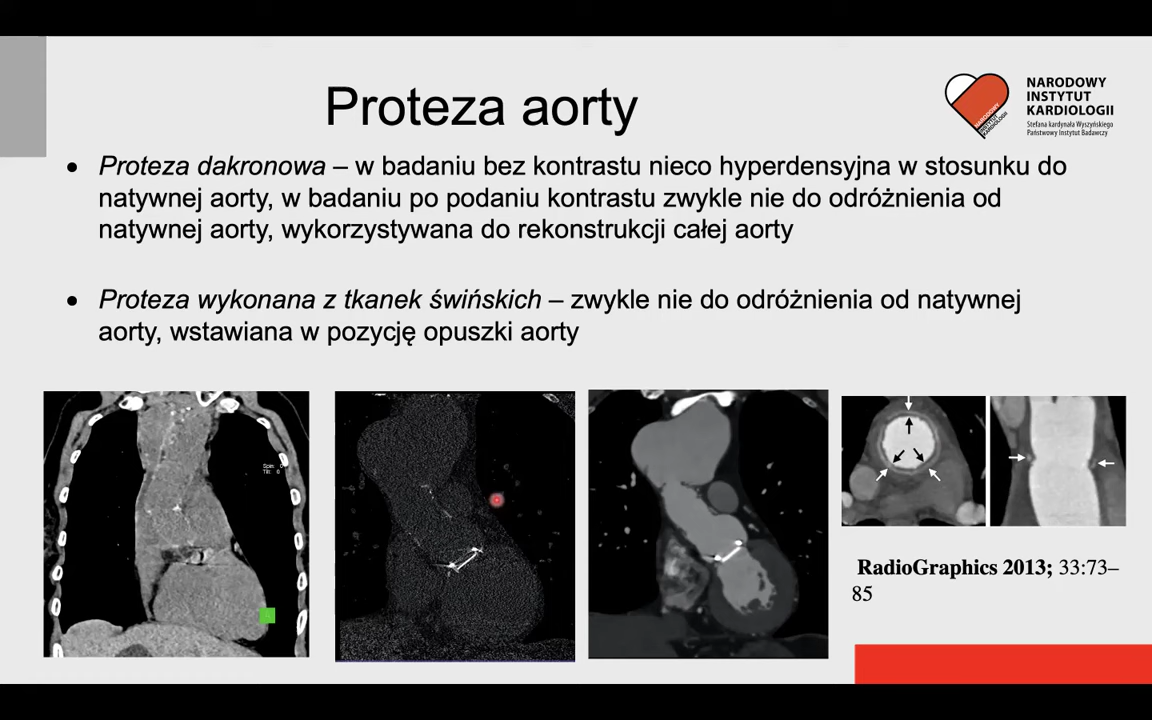 Proteza aorty
NARODOWY
INSTYTUT
KARDIOLOGII
Stefana kardynała Wyszyńskiego
Państwowy Instytut Badawczy
NARODOWY
INSTYTUT
KARDIOLOGII
• Proteza dakronowa – w badaniu bez kontrastu nieco hyperdensyjna w stosunku do
natywnej aorty, w badaniu po podaniu kontrastu zwykle nie do odróżnienia od
natywnej aorty, wykorzystywana do rekonstrukcji całej aorty
• Proteza wykonana z tkanek świńskich – zwykle nie do odróżnienia od natywnej
aorty, wstawiana w pozycję opuszki aorty
RadioGraphics 2013; 33:73–
85